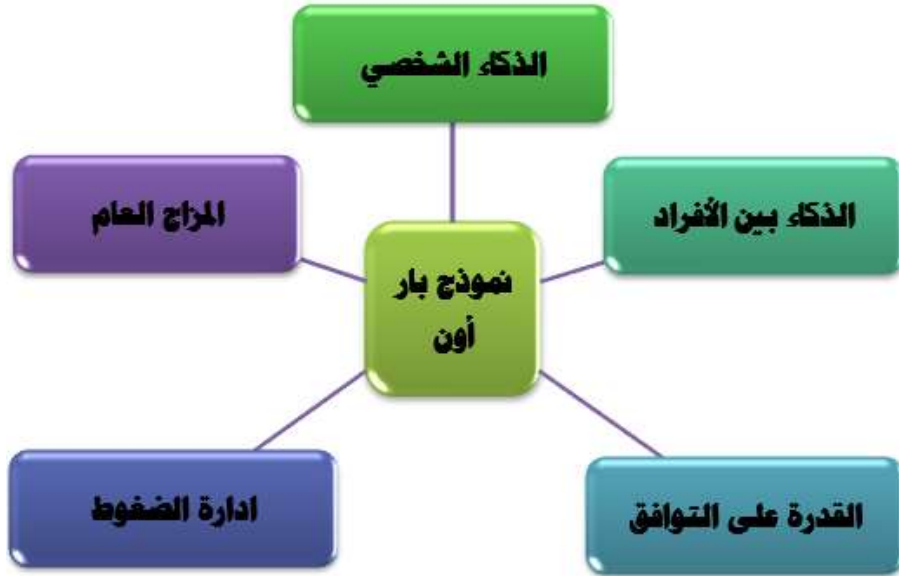 الذكاء الشخصي
المزاج العام
الذكاء بين الأفراد
نموذج بار
أون
ادارة الضغوط
القدرة على التوافق